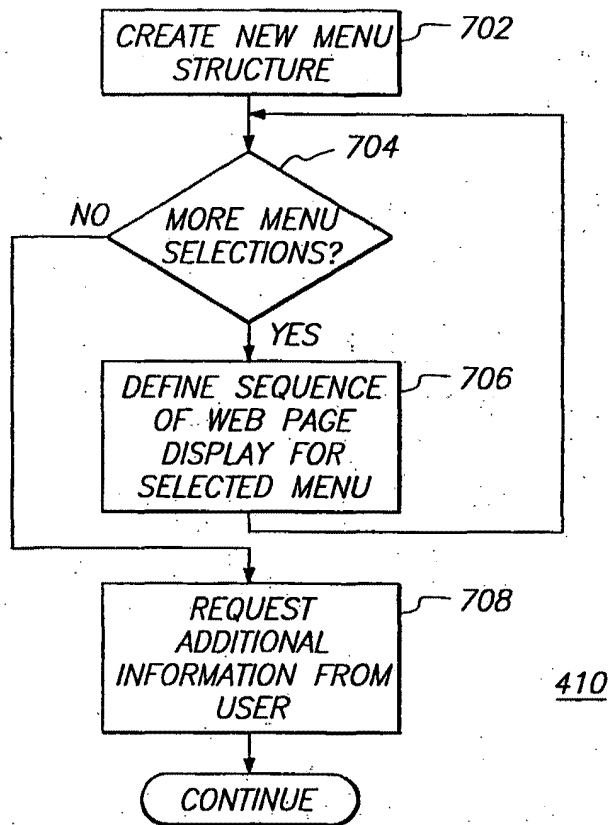 CREATE NEW MENU
STRUCTURE
702
704
NO
MORE MENU
SELECTIONS?
YES
DEFINE SEQUENCE
OF WEB PAGE
DISPLAY FOR
SELECTED MENU
706
REQUEST
ADDITIONAL
INFORMATION FROM
USER
708
410
CONTINUE